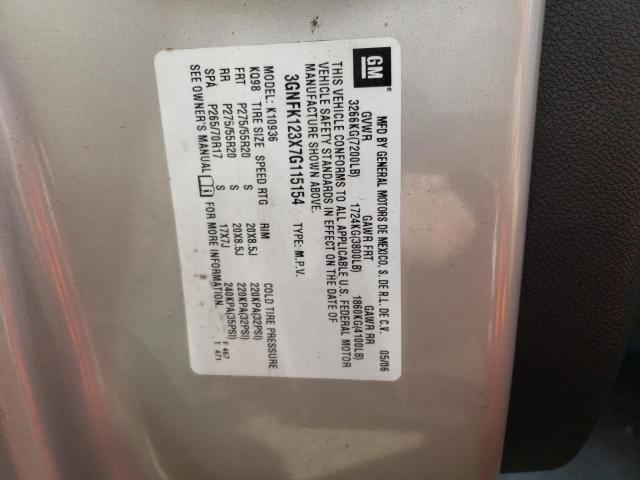 GM
MFD BY GENERAL MOTORS DE MEXICO, S. DE R.L. DE C.V. 05/06
GVWR GAWR FRT GAWR RR
3266KG(7200LB) 1724KG(3800LB) 1860KG(4100LB)
THIS VEHICLE CONFORMS TO ALL APPLICABLE U.S. FEDERAL MOTOR
VEHICLE SAFETY STANDARDS IN EFFECT ON THE DATE OF
MANUFACTURE SHOWN ABOVE.
3GNFK123X7G115154 TYPE: M.P.V.
MODEL: K10936
KQ98 TIRE SIZE SPEED RTG RIM COLD TIRE PRESSURE
FRT P275/55R20 S 20X8.5J 220KPA(32PSI)
RR P275/55R20 S 20X8.5J 220KPA(32PSI)
SPA P265/70R17 S 17X7J 240KPA(35PSI)
SEE OWNER'S MANUAL FOR MORE INFORMATION.
F 467
T 471